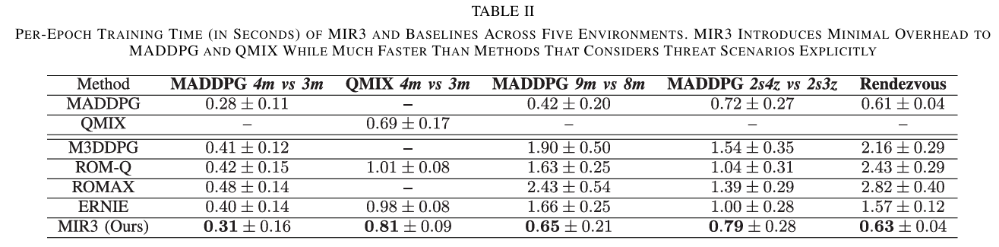 TABLE II
PER-EPOCH TRAINING TIME (IN SECONDS) OF MIR3 AND BASELINES ACROSS FIVE ENVIRONMENTS. MIR3 INTRODUCES MINIMAL OVERHEAD TO
MADDPG AND QMIX WHILE MUCH FASTER THAN METHODS THAT CONSIDERS THREAT SCENARIOS EXPLICITLY
Method MADDPG 4m vs 3m QMIX 4m vs 3m MADDPG 9m vs 8m MADDPG 2s4z vs 2s3z Rendezvous
MADDPG 0.28 ± 0.11 – 0.42 ± 0.20 0.72 ± 0.27 0.61 ± 0.04
QMIX – 0.69 ± 0.17 – – –
M3DDPG 0.41 ± 0.12 – 1.90 ± 0.50 1.54 ± 0.35 2.16 ± 0.29
ROM-Q 0.42 ± 0.15 1.01 ± 0.08 1.63 ± 0.25 1.04 ± 0.31 2.43 ± 0.29
ROMAX 0.48 ± 0.14 – 2.43 ± 0.54 1.39 ± 0.29 2.82 ± 0.40
ERNIE 0.40 ± 0.14 0.98 ± 0.08 1.66 ± 0.25 1.00 ± 0.28 1.57 ± 0.12
MIR3 (Ours) 0.31 ± 0.16 0.81 ± 0.09 0.65 ± 0.21 0.79 ± 0.28 0.63 ± 0.04